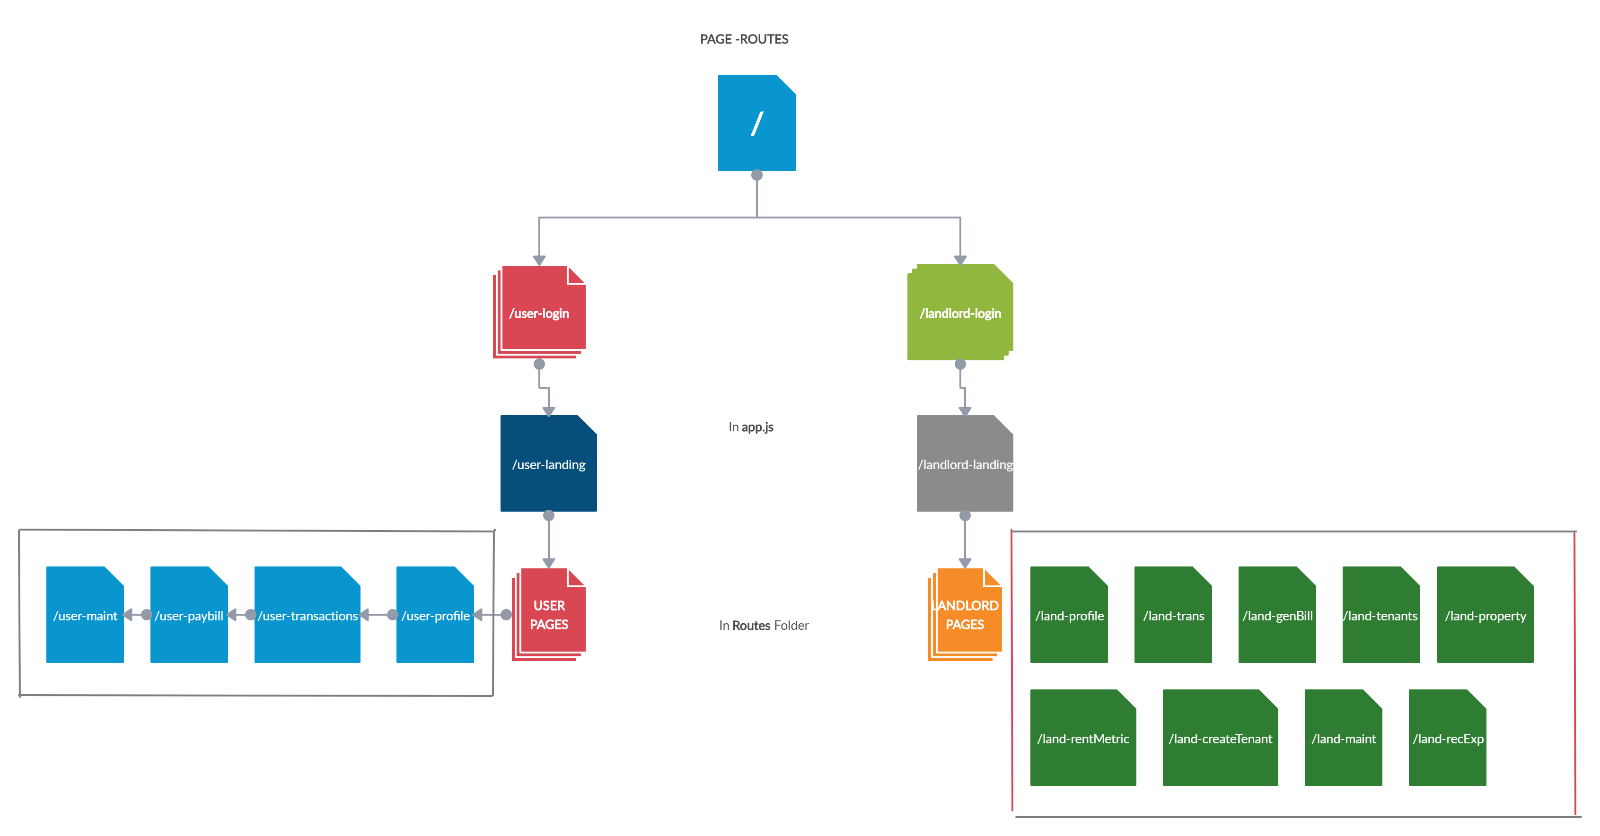 PAGE -ROUTES
/
/user-login
/landlord-login
In app.js
/user-landing
/landlord-landing
USER
PAGES
LANDLORD
PAGES
In Routes Folder
/user-maint
/user-paybill
/user-transactions
/user-profile
/land-profile
/land-trans
/land-genBill
/land-tenants
/land-property
/land-rentMetric
/land-createTenant
/land-maint
/land-recExp